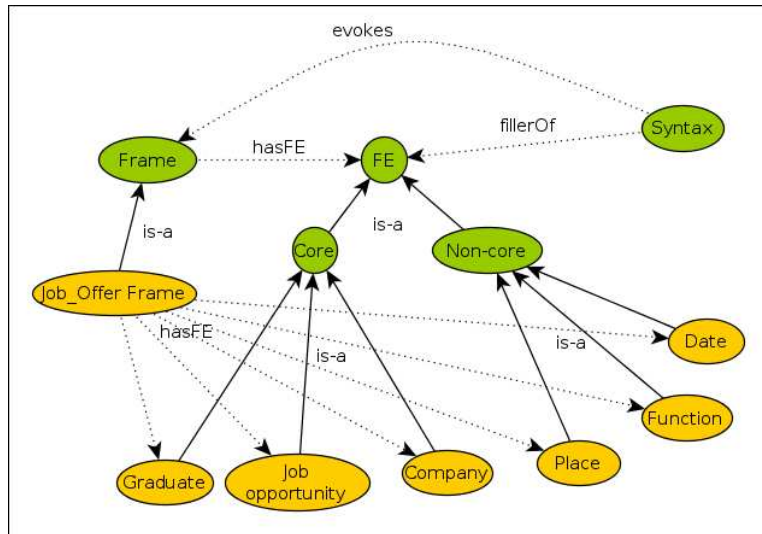 evokes
fillerOf
Syntax
Frame
hasFE
FE
is-a
is-a
Core
Non-core
Job_Offer Frame
hasFE
is-a
is-a
Date
Function
Graduate
Job
opportunity
Company
Place